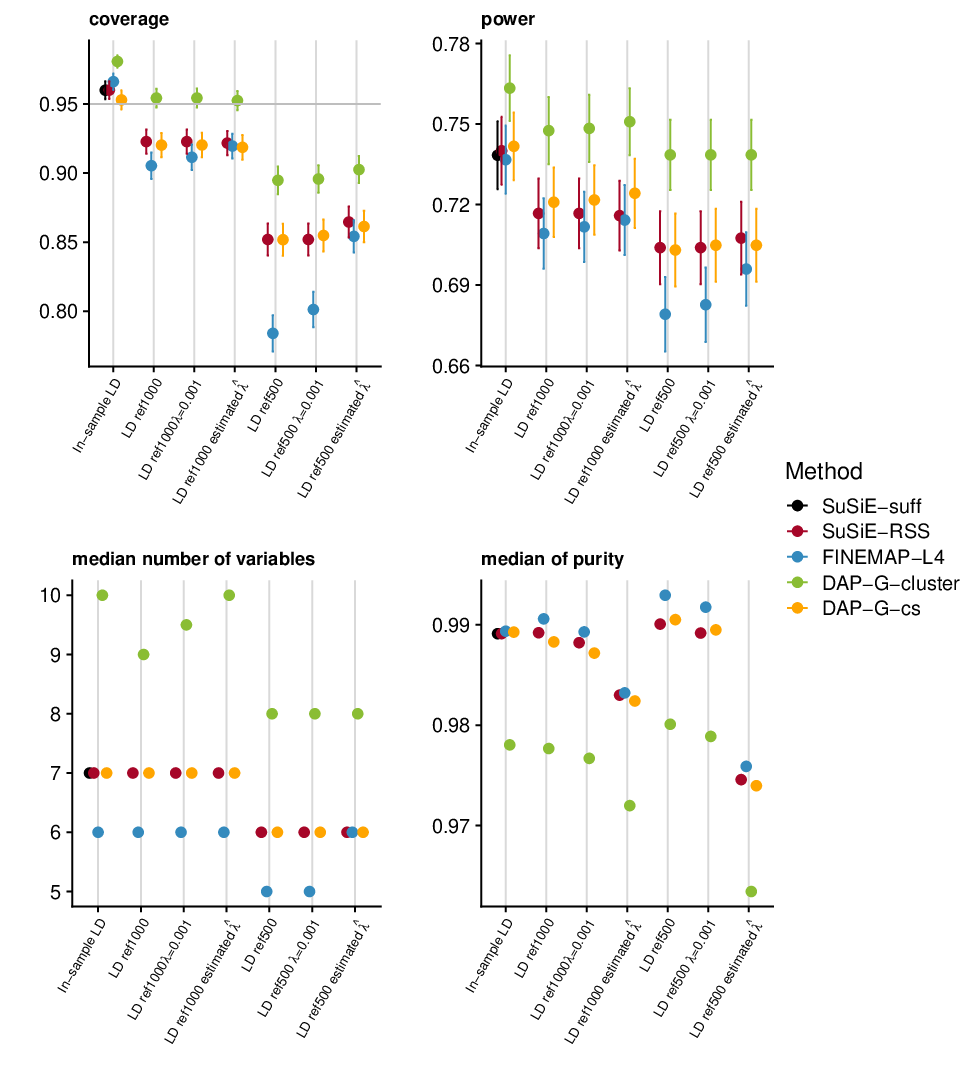 coverage
0.95
0.90
0.85
0.80
In−sample LD
LD ref1000
LD ref1000λ=0.001
LD ref1000 estimated λ̂
LD ref500
LD ref500 λ=0.001
LD ref500 estimated λ̂
power
0.78
0.75
0.72
0.69
0.66
In−sample LD
LD ref1000
LD ref1000λ=0.001
LD ref1000 estimated λ̂
LD ref500
LD ref500 λ=0.001
LD ref500 estimated λ̂
median number of variables
10
9
8
7
6
5
In−sample LD
LD ref1000
LD ref1000λ=0.001
LD ref1000 estimated λ̂
LD ref500
LD ref500 λ=0.001
LD ref500 estimated λ̂
median of purity
0.99
0.98
0.97
In−sample LD
LD ref1000
LD ref1000λ=0.001
LD ref1000 estimated λ̂
LD ref500
LD ref500 λ=0.001
LD ref500 estimated λ̂
Method
SuSiE−suff
SuSiE−RSS
FINEMAP−L4
DAP−G−cluster
DAP−G−cs